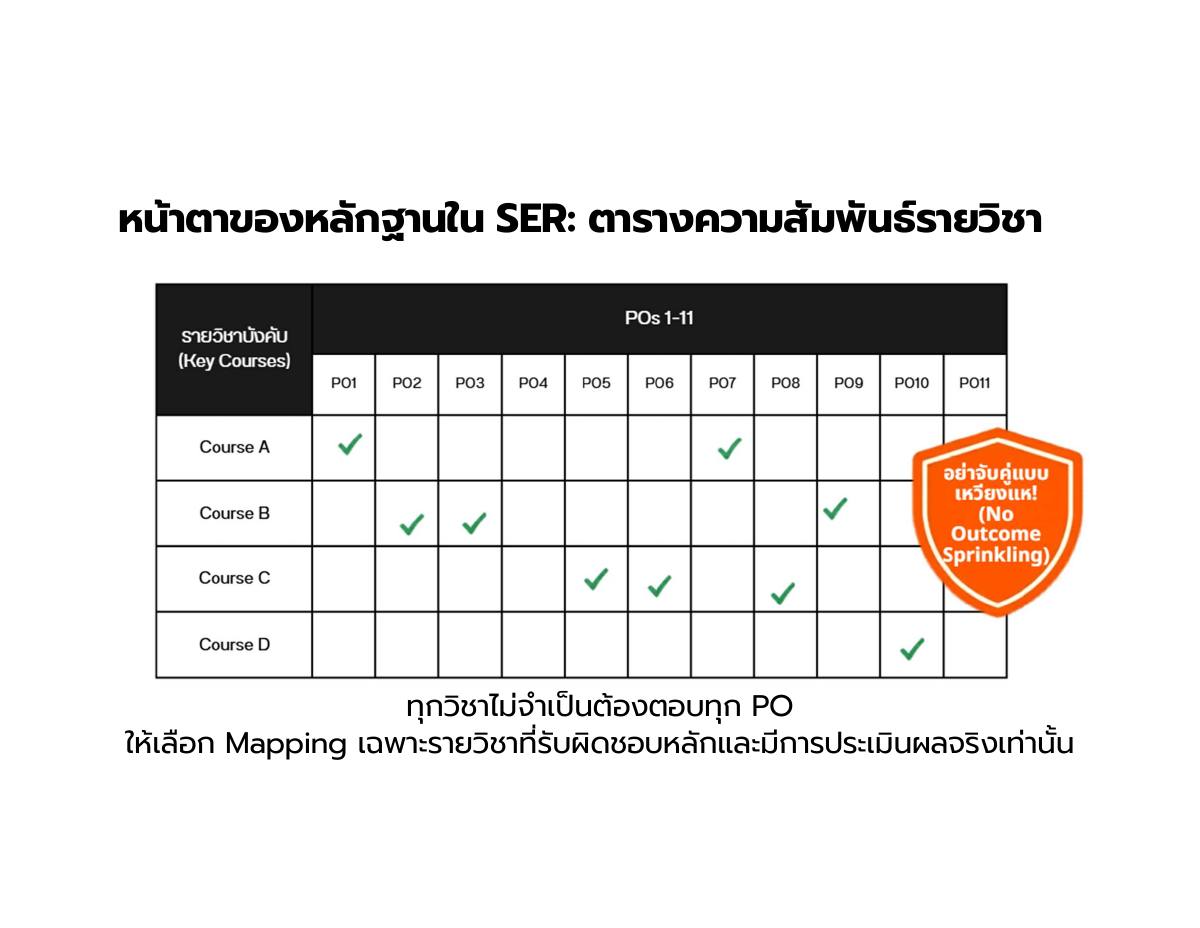 หน้าตาของหลักฐานใน SER: ตารางความสัมพันธ์รายวิชา
รายวิชาบังคับ
(Key Courses)
POs 1-11
PO1 PO2 PO3 PO4 PO5 PO6 PO7 PO8 PO9 PO10 PO11
Course A
Course B
Course C
Course D
อย่าจับคู่แบบ
เหวี่ยงแห!
(No
Outcome
Sprinkling)
ทุกวิชาไม่จำเป็นต้องตอบทุก PO
ให้เลือก Mapping เฉพาะรายวิชาที่รับผิดชอบหลักและมีการประเมินผลจริงเท่านั้น